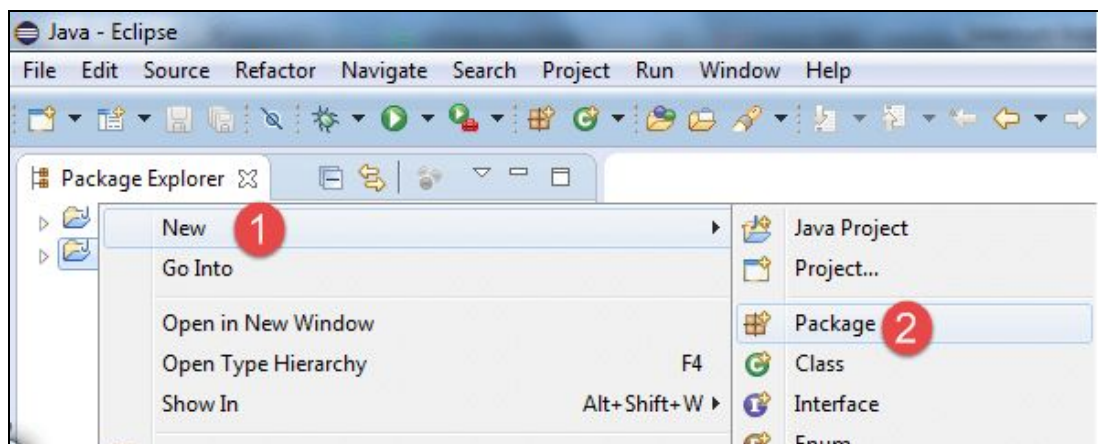 Java - Eclipse
File Edit Source Refactor Navigate Search Project Run Window Help
Package Explorer
New 1
Java Project
Go Into
Project...
Open in New Window
Package 2
Open Type Hierarchy F4
Class
Show In Alt+Shift+W
Interface
Enum